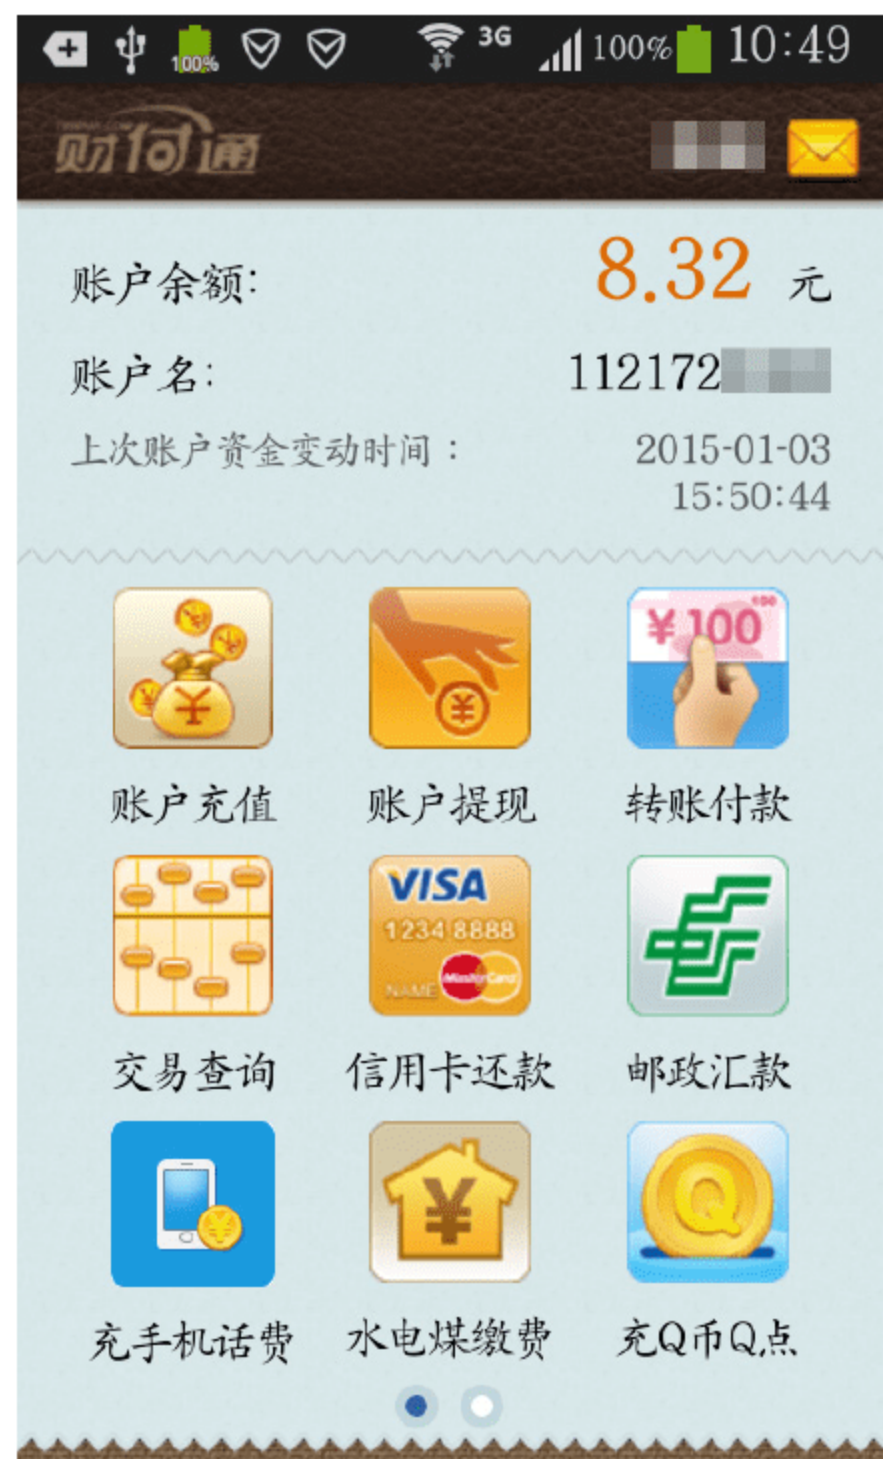 100%
3G
100%
10:49
财付通
账户余额:
8.32 元
账户名:
112172
上次账户资金变动时间：
2015-01-03
15:50:44
¥100
100
账户充值
账户提现
转账付款
VISA
1234 8888
NAME
MasterCard
交易查询
信用卡还款
邮政汇款
充手机话费
水电煤缴费
充Q币Q点